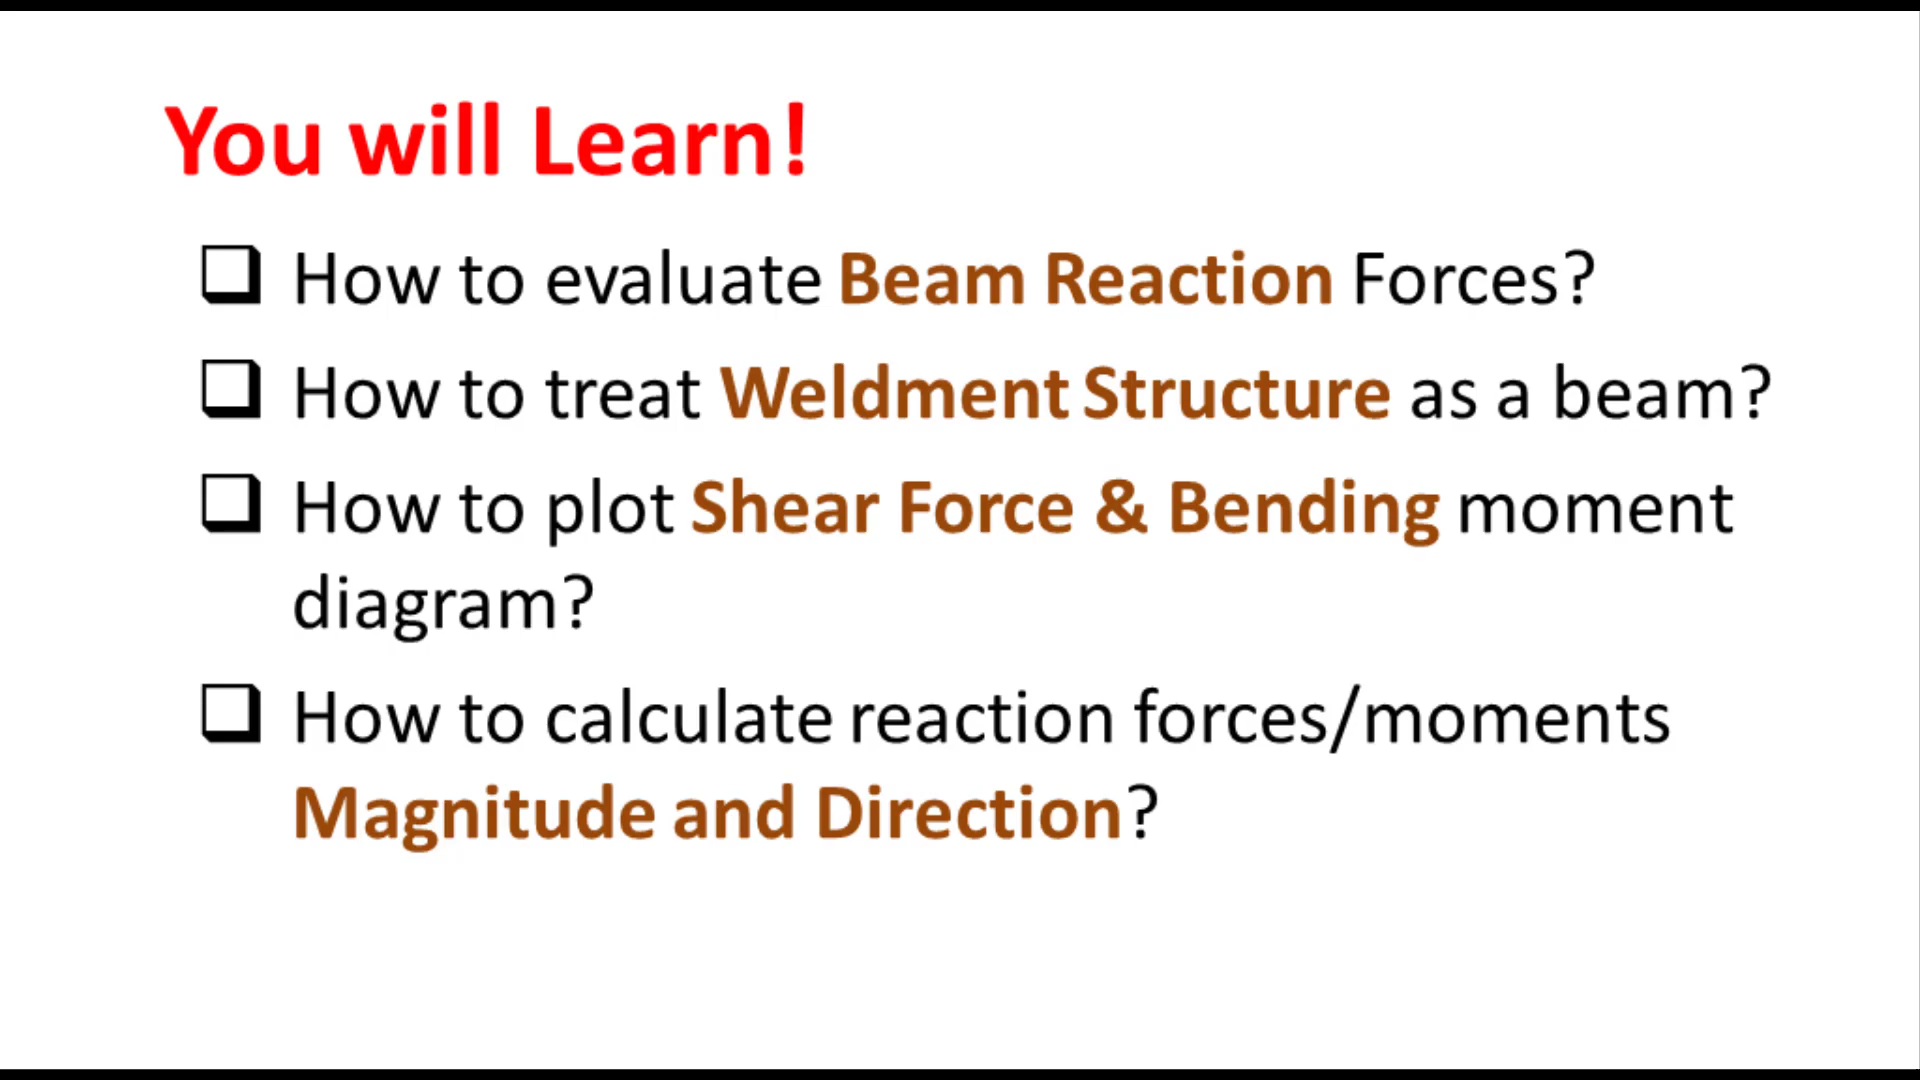 You will Learn!
How to evaluate Beam Reaction Forces?
How to treat Weldment Structure as a beam?
How to plot Shear Force & Bending moment
diagram?
How to calculate reaction forces/moments
Magnitude and Direction?